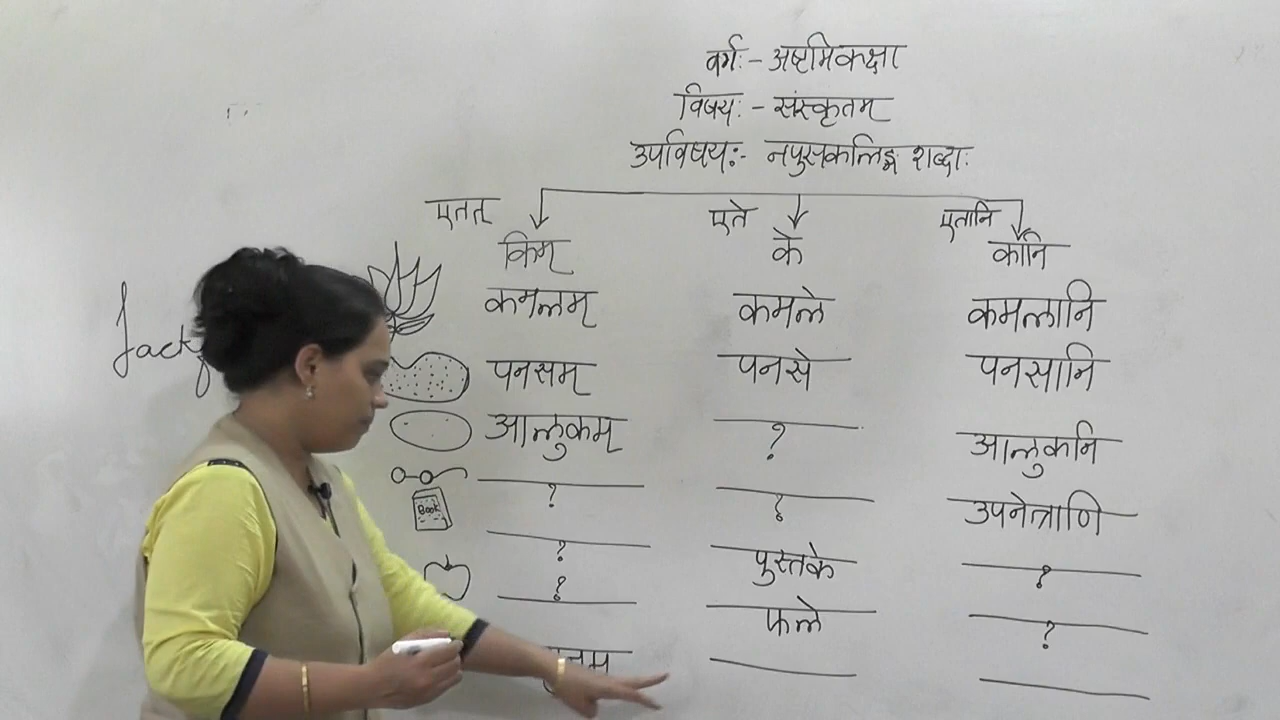 वर्गः - अष्टमिकक्षा
विषयः - संस्कृतम्
उपविषयः- नपुसकलिङ्ग शब्दाः
एतत् एते एतानि
किम् के कानि
कमलम् कमले कमलानि
पनसम् पनसे पनसानि
आलुकम् ? आलुकनि
? ? उपनेत्राणि
Book
? पुस्तके ?
? फले ?